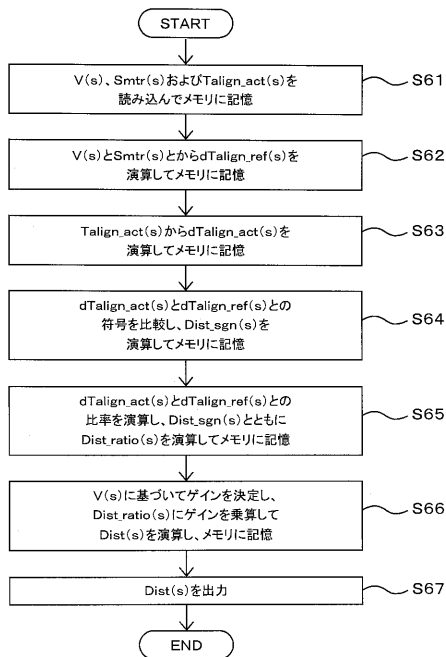 START
V(s)、Smtr(s)およびTalign_act(s)を
読み込んでメモリに記憶
S61
V(s)とSmtr(s)とからdTalign_ref(s)を
演算してメモリに記憶
S62
Talign_act(s)からdTalign_act(s)を
演算してメモリに記憶
S63
dTalign_act(s)とdTalign_ref(s)との
符号を比較し、Dist_sgn(s)を
演算してメモリに記憶
S64
dTalign_act(s)とdTalign_ref(s)との
比率を演算し、Dist_sgn(s)とともに
Dist_ratio(s)を演算してメモリに記憶
S65
V(s)に基づいてゲインを決定し、
Dist_ratio(s)にゲインを乗算して
Dist(s)を演算し、メモリに記憶
S66
Dist(s)を出力
S67
END